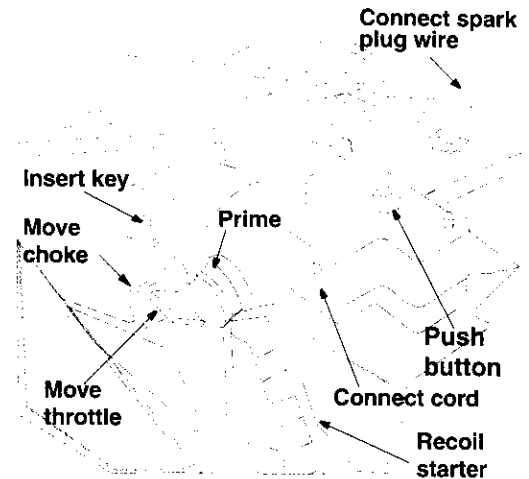 Connect spark
plug wire
Insert key
Move
choke
Prime
Push
button
Move
throttle
Connect cord
Recoil
starter